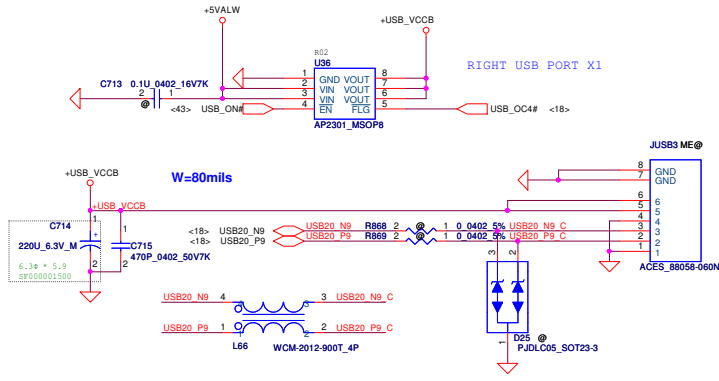 +5VALW
+USB_VCCB
R02
U36
RIGHT USB PORT X1
C713 0.1U_0402_16V7K
2 1
@
1 GND VOUT 8
2 VIN VOUT 7
3 VIN VOUT 6
4 EN FLG 5
<43> USB_ON#
USB_OC4# <18>
AP2301_MSOP8
JUSB3 ME@
8 GND
7 GND
6 6
5 5
4 4
3 3
2 2
1 1
ACES_88058-060N
+USB_VCCB
W=80mils
+USB_VCCB
C714
220U_6.3V_M
1
+
2
6.3Φ * 5.9
SF000001500
1
2
C715
470P_0402_50V7K
<18> USB20_N9 USB20_N9 R868 2 @ 1 0_0402_5% USB20_N9_C
<18> USB20_P9 USB20_P9 R869 2 @ 1 0_0402_5% USB20_P9_C
3 2
1
D25 @
PJDLC05_SOT23-3
USB20_N9 4 4 3 3 USB20_N9_C
USB20_P9 1 1 2 2 USB20_P9_C
L66 WCM-2012-900T_4P